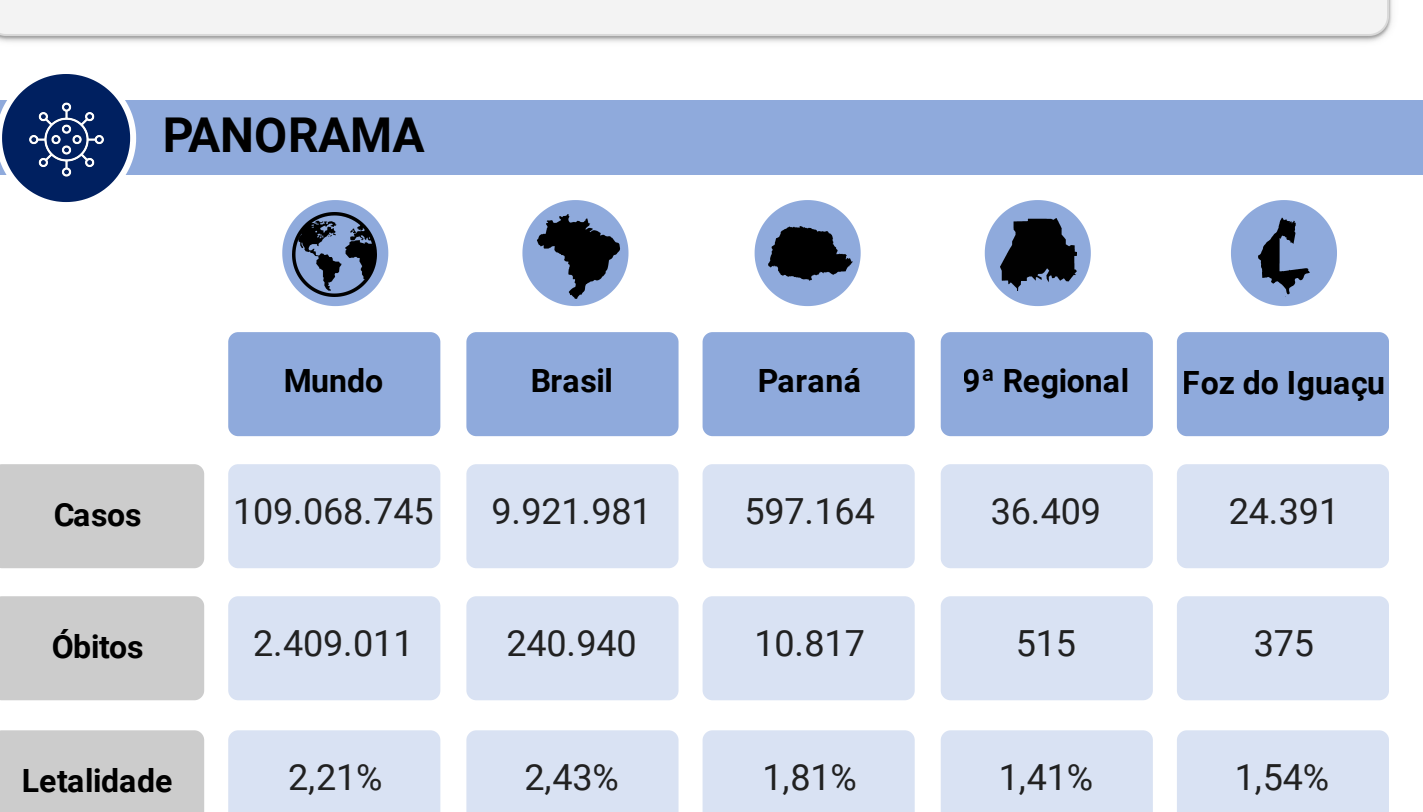 PANORAMA
Mundo Brasil Paraná 9ª Regional Foz do Iguaçu
Casos 109.068.745 9.921.981 597.164 36.409 24.391
Óbitos 2.409.011 240.940 10.817 515 375
Letalidade 2,21% 2,43% 1,81% 1,41% 1,54%